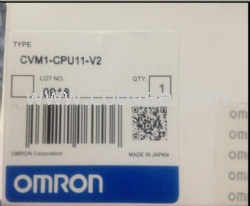 TYPE
CVM1-CPU11-V2
LOT NO.
QTY.
1
OMRON Corporation
MADE IN JAPAN
OMRON